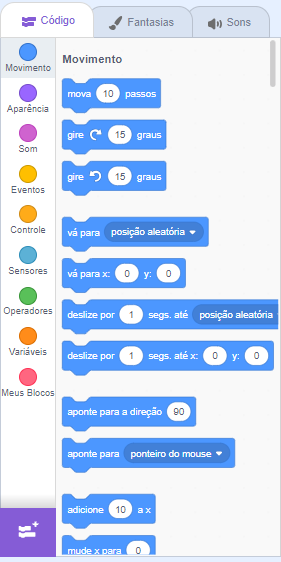 Código
Fantasias
Sons
Movimento
Aparência
Som
Eventos
Controle
Sensores
Operadores
Variáveis
Meus Blocos
Movimento
mova 10 passos
gire 15 graus
gire 15 graus
vá para posição aleatória
vá para x: 0 y: 0
deslize por 1 segs. até posição aleatória
deslize por 1 segs. até x: 0 y: 0
aponte para a direção 90
aponte para ponteiro do mouse
adicione 10 a x
mude x para 0